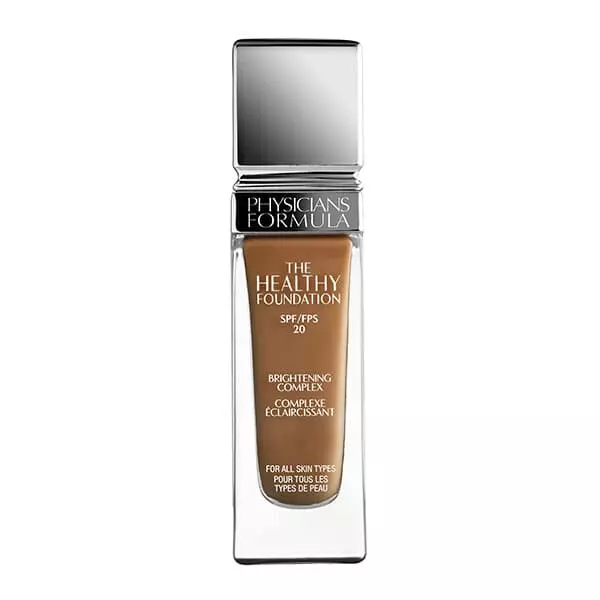 PHYSICIANS
FORMULA
THE
HEALTHY
FOUNDATION
SPF/FPS
20
BRIGHTENING
COMPLEX
COMPLEXE
ÉCLAIRCISSANT
FOR ALL SKIN TYPES
POUR TOUS LES
TYPES DE PEAU